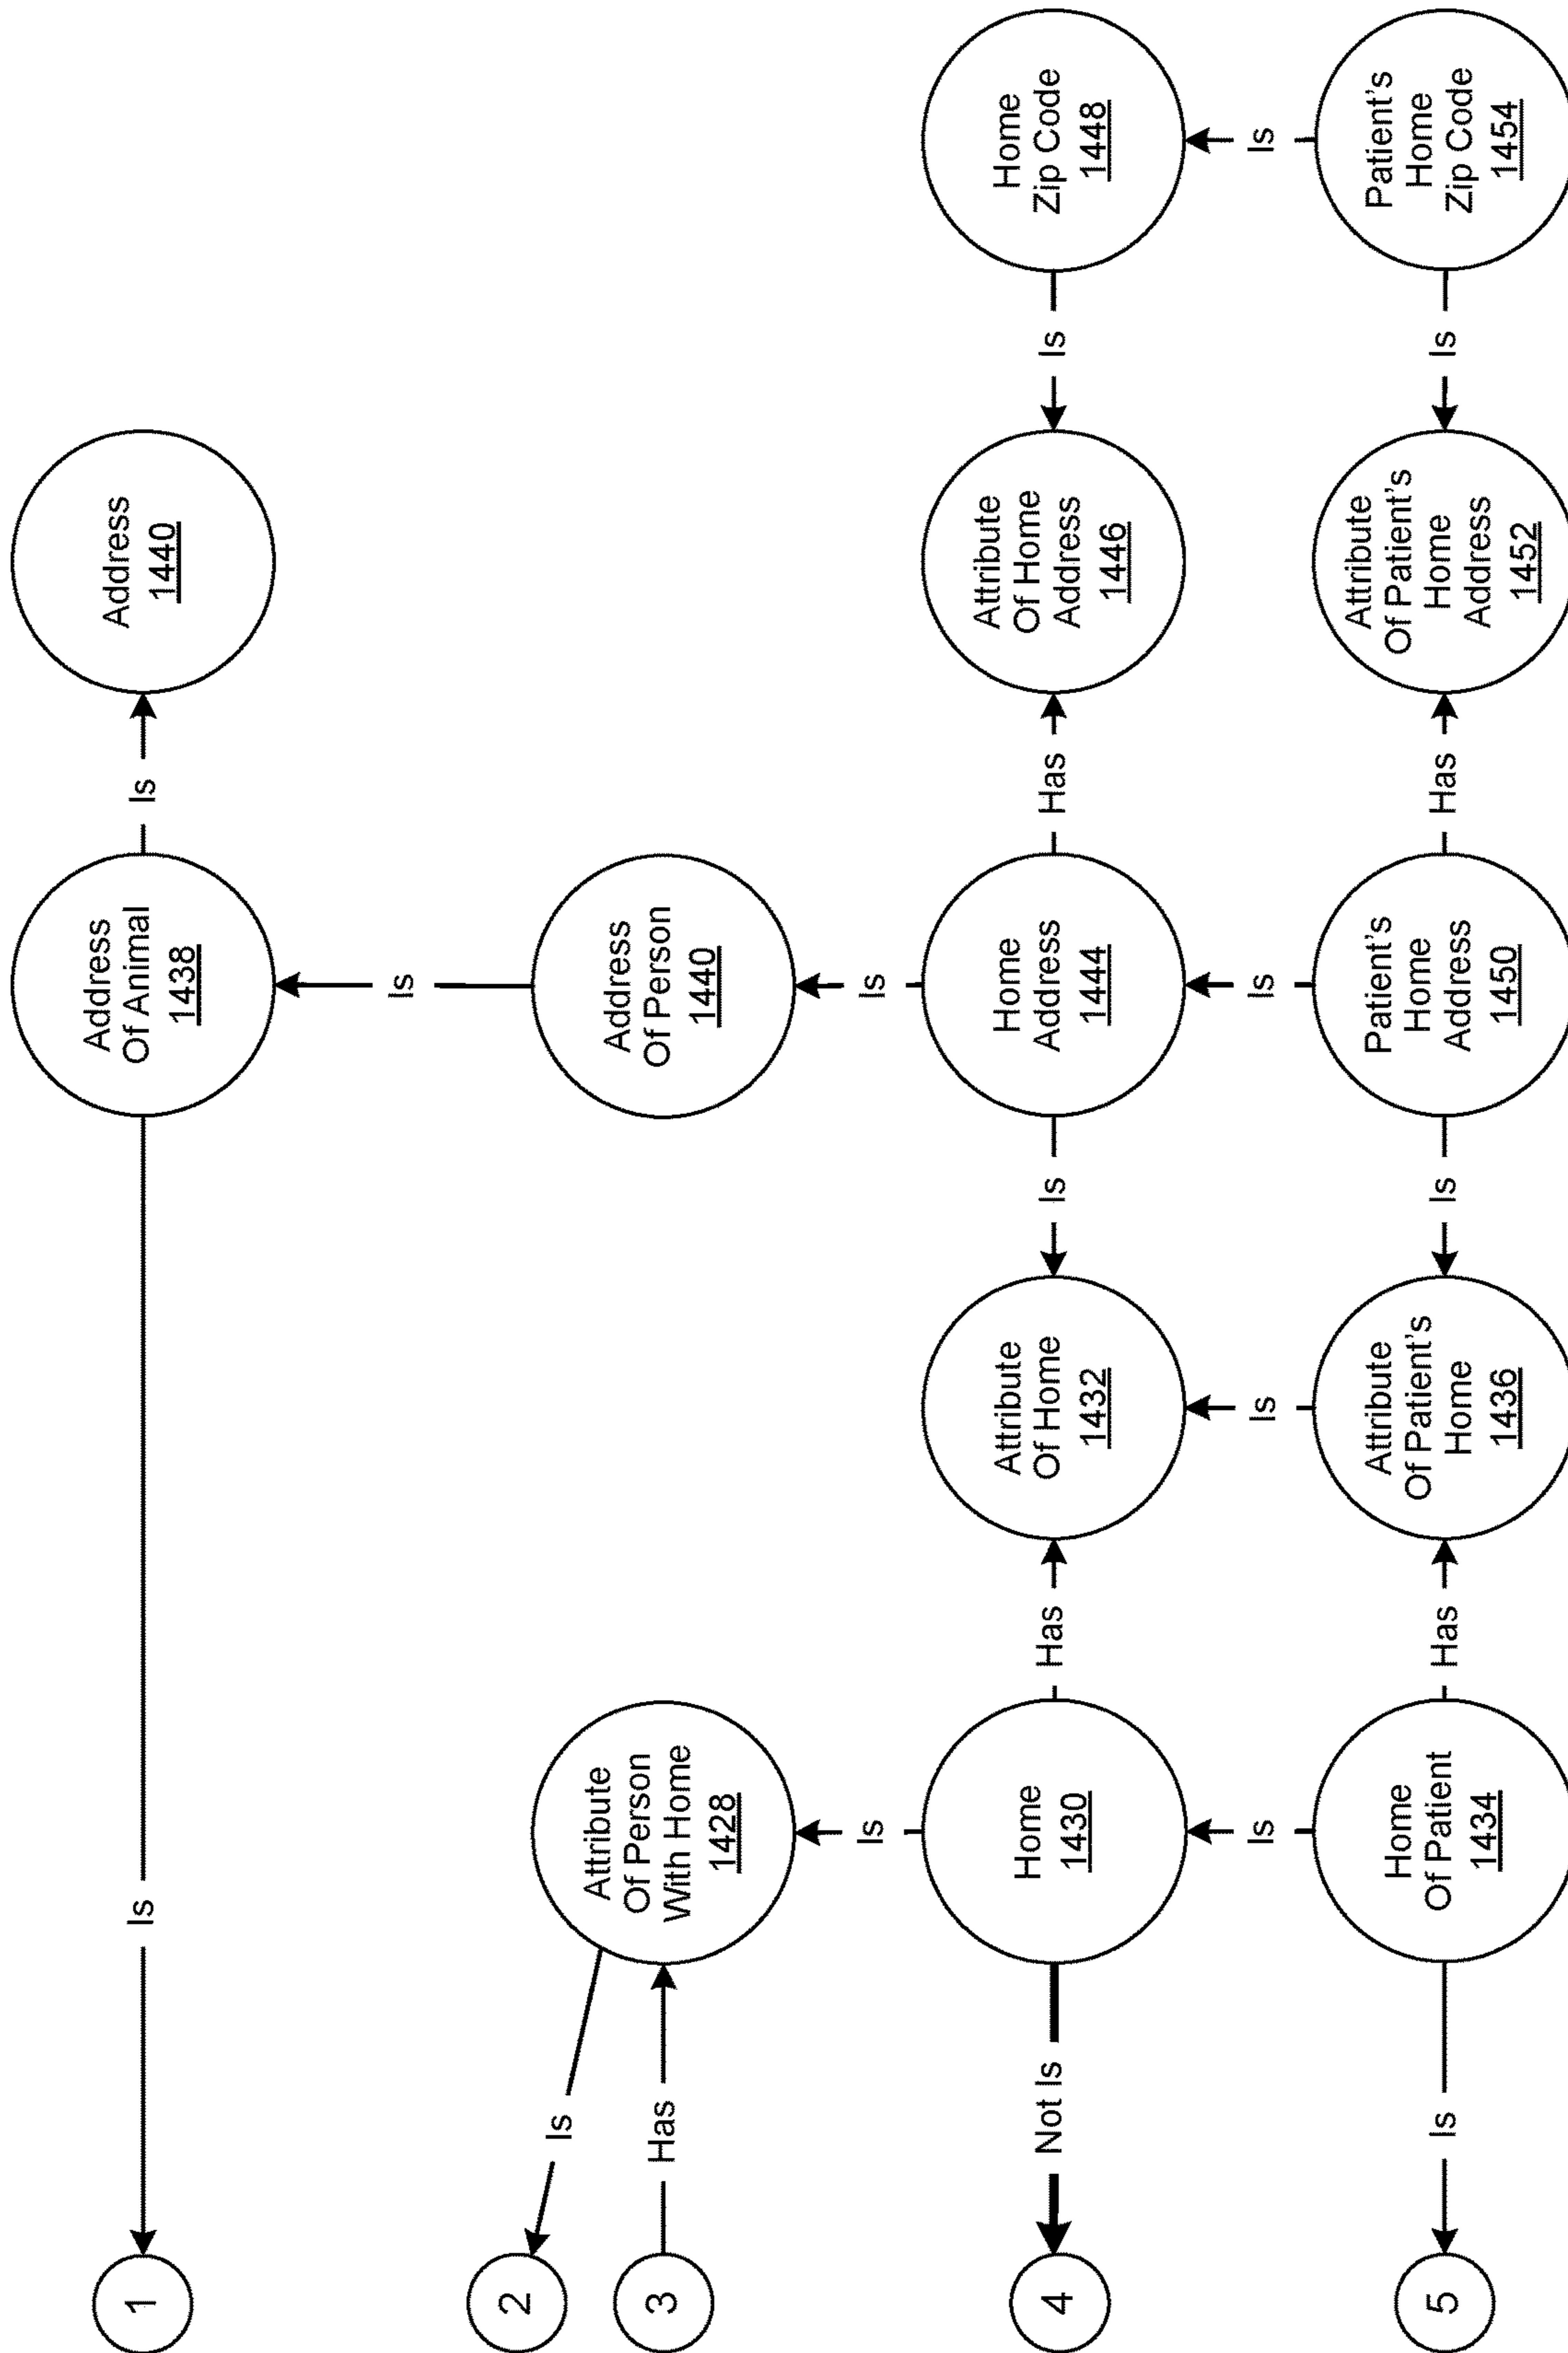 1
Is
Address
Of Animal
1438
Is
Address
1440
Is
2
Is
3
Has
Attribute
Of Person
With Home
1428
Address
Of Person
1440
Is
Is
4
Not Is
Home
1430
Has
Attribute
Of Home
1432
Is
Home
Address
1444
Has
Attribute
Of Home
Address
1446
Is
Home
Zip Code
1448
Is
Is
Is
Is
5
Is
Home
Of Patient
1434
Has
Attribute
Of Patient's
Home
1436
Is
Patient's
Home
Address
1450
Has
Attribute
Of Patient's
Home
Address
1452
Is
Patient's
Home
Zip Code
1454